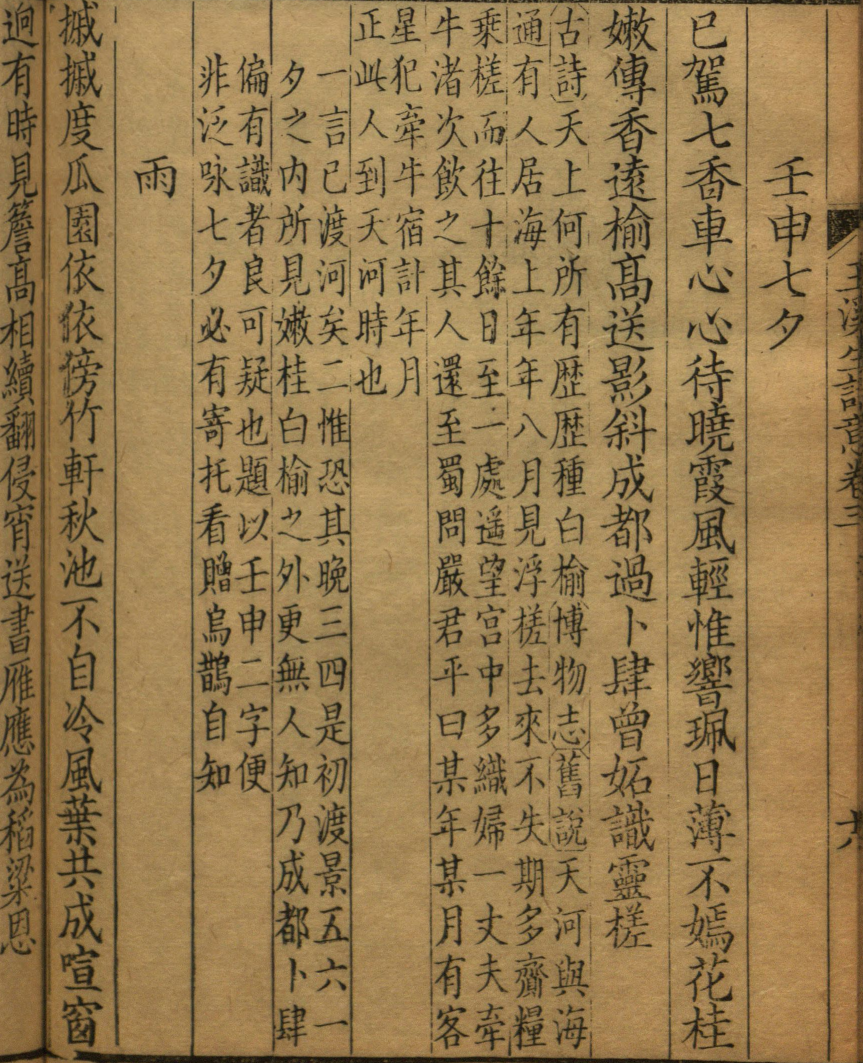 壬申七夕
已駕七香車心心待曉霞風輕惟響珮日薄不嫣花桂
嫩傳香遠榆高送影斜成都過卜肆曾妬識靈槎
古詩天上何所有歴歴種白榆博物志舊說天河與海
通有人居海上年年八月見浮槎去來不失期多齎糧
乘槎而往十餘日至一處遥望宫中多織婦一丈夫牽
牛渚次飲之其人還至蜀問嚴君平曰某年某月有客
星犯牽牛宿計年月
正此人到天河時也
一言已渡河矣二惟恐其晚三四是初渡景五六一
夕之内所見嫩桂白榆之外更無人知乃成都卜肆
偏有識者良可疑也題以壬申二字便
非泛咏七夕必有寄托看贈烏鵲自知
雨
摵摵度瓜園依依傍竹軒秋池不自冷風葉共成喧窗
逈有時見簷高相續翻侵宵送書雁應為稻粱恩
玉溪生詩意卷三
十八